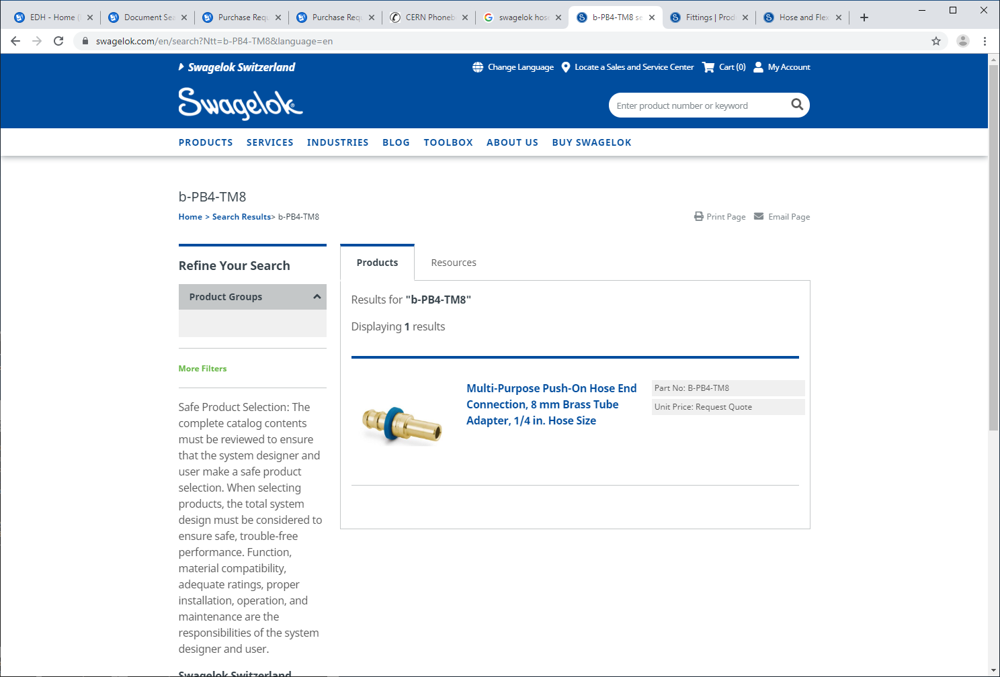 EDH - Home (
Document Sea
Purchase Requ
Purchase Requ
CERN Phoneb
swagelok hose
b-PB4-TM8 se
Fittings | Prod
Hose and Flex
swagelok.com/en/search?Ntt=b-PB4-TM8&language=en
Swagelok Switzerland
Change Language
Locate a Sales and Service Center
Cart (0)
My Account
Swagelok
Enter product number or keyword
PRODUCTS SERVICES INDUSTRIES BLOG TOOLBOX ABOUT US BUY SWAGELOK
b-PB4-TM8
Home > Search Results> b-PB4-TM8
Print Page
Email Page
Refine Your Search
Product Groups
More Filters
Safe Product Selection: The
complete catalog contents
must be reviewed to ensure
that the system designer and
user make a safe product
selection. When selecting
products, the total system
design must be considered to
ensure safe, trouble-free
performance. Function,
material compatibility,
adequate ratings, proper
installation, operation, and
maintenance are the
responsibilities of the system
designer and user.
Swagelok Switzerland
Products
Resources
Results for "b-PB4-TM8"
Displaying 1 results
Multi-Purpose Push-On Hose End
Connection, 8 mm Brass Tube
Adapter, 1/4 in. Hose Size
Part No: B-PB4-TM8
Unit Price: Request Quote